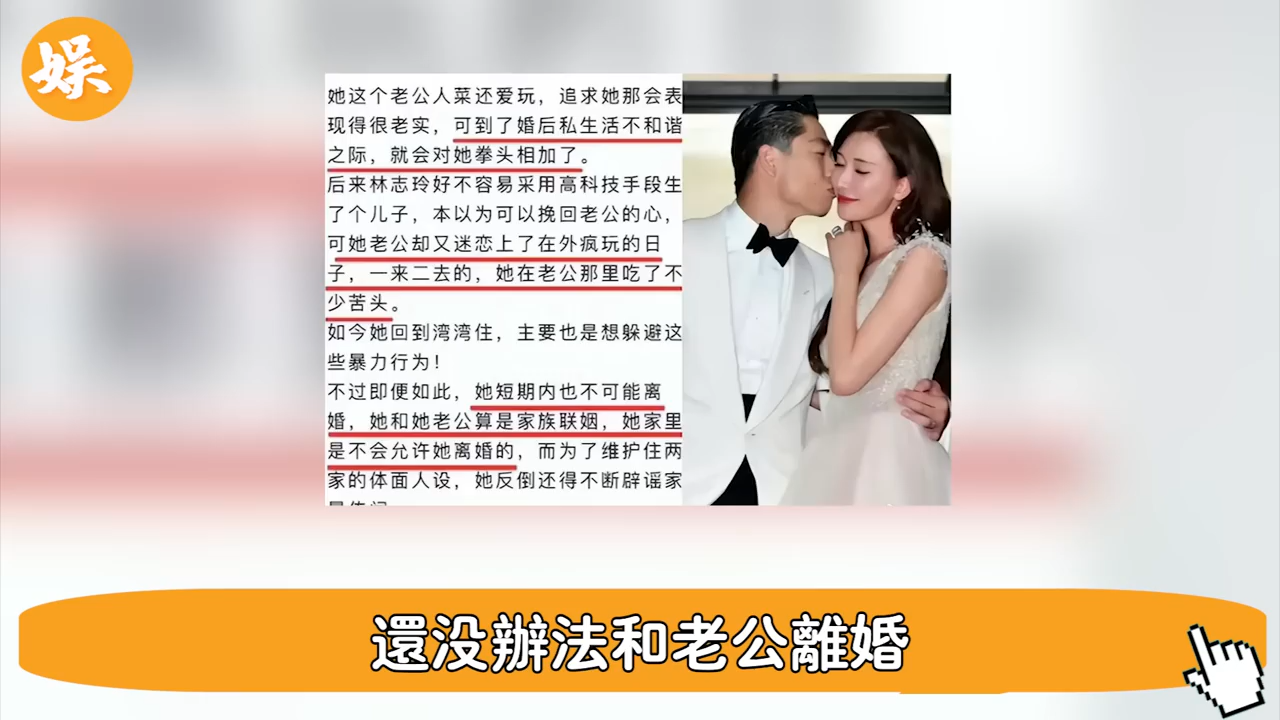 娱
她这个老公人菜还爱玩，追求她那会表
现得很老实，可到了婚后私生活不和谐
之际，就会对她拳头相加了。
后来林志玲好不容易采用高科技手段生
了个儿子，本以为可以挽回老公的心，
可她老公却又迷恋上了在外疯玩的日
子，一来二去的，她在老公那里吃了不
少苦头。
如今她回到湾湾住，主要也是想躲避这
些暴力行为！
不过即便如此，她短期内也不可能离
婚，她和她老公算是家族联姻，她家里
是不会允许她离婚的，而为了维护住两
家的体面人设，她反倒还得不断辟谣家
還没辦法和老公離婚